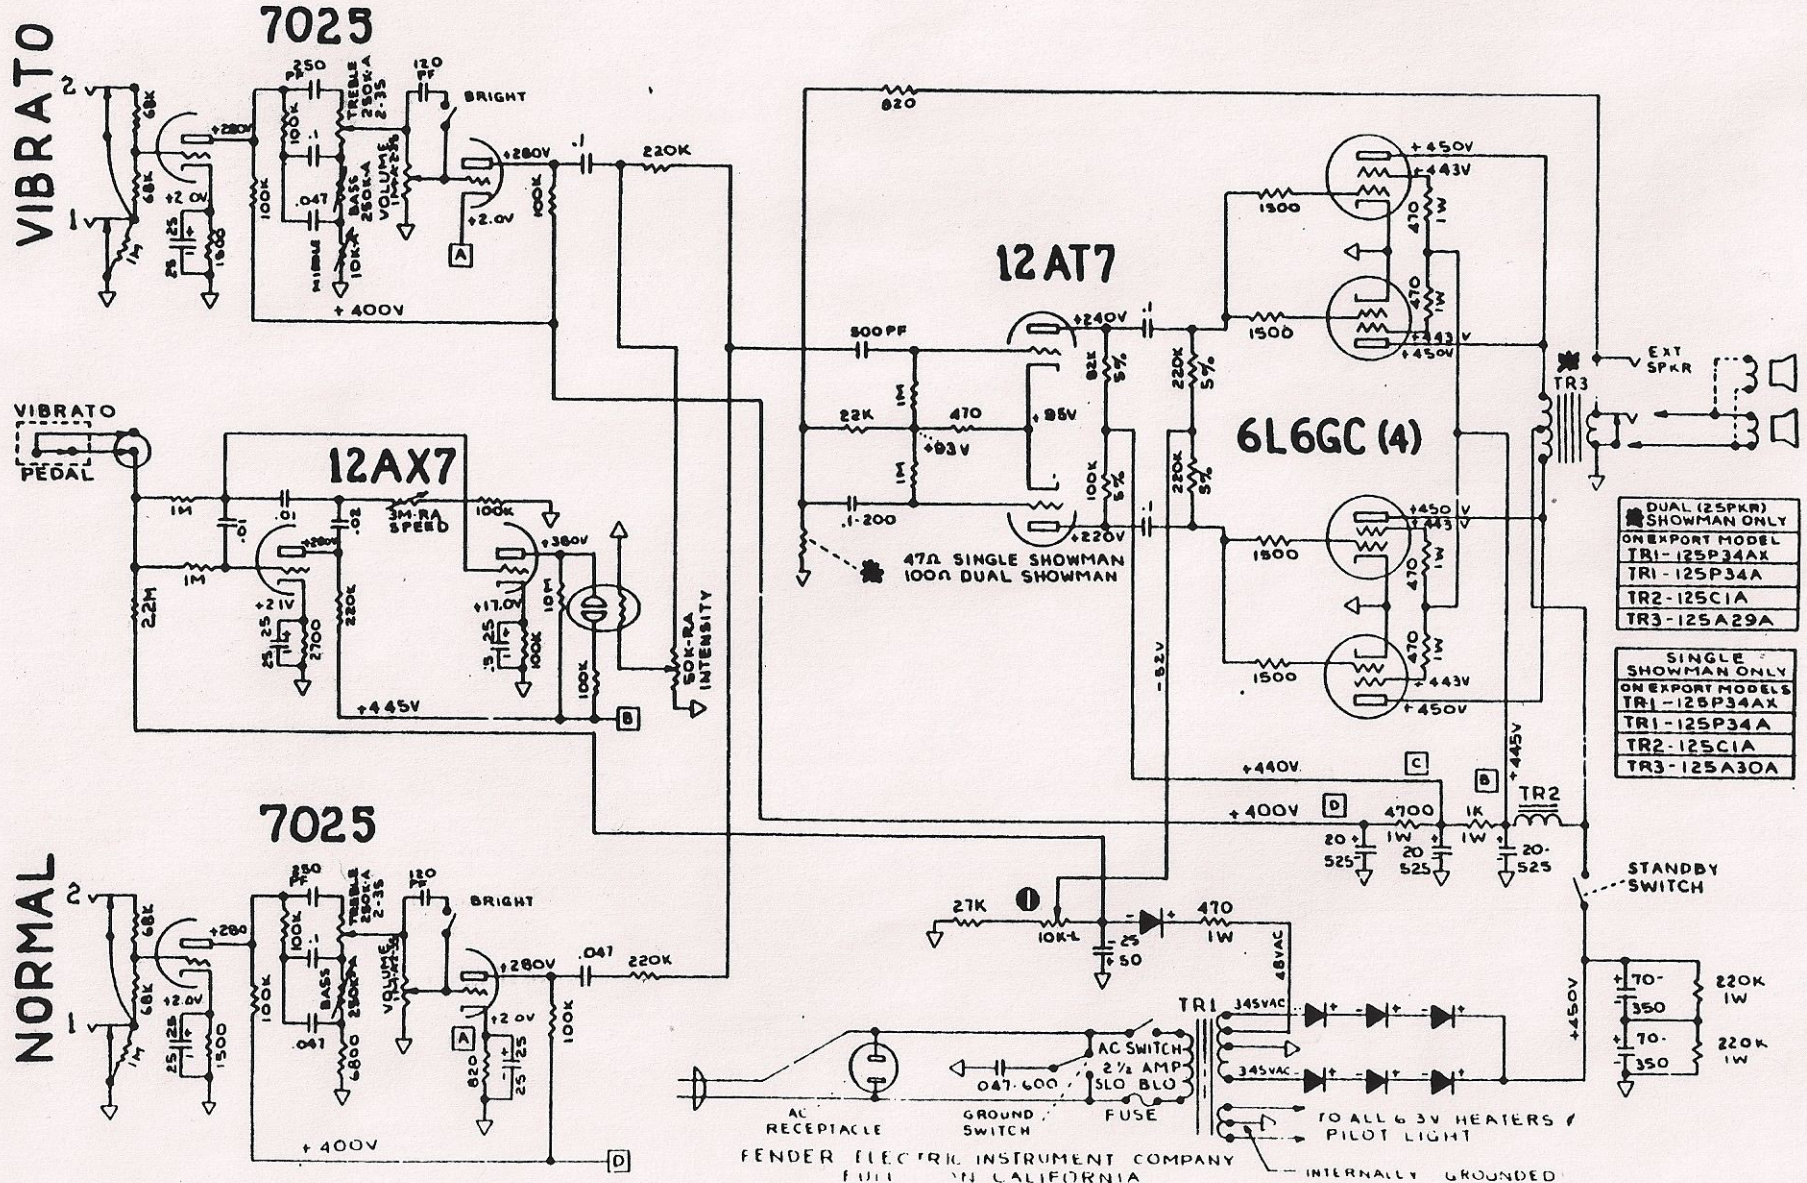 VIBRATO
7025
2
1
68K
68K
1M
+280V
+2.0V
25 25
1500
100K
250 PF
100K
.1
.047
TREBLE 250K-A 2-35
BASS 250K-A
MIDDLE 10K-A
VOLUME
120 PF
BRIGHT
+280V
+2.0V
A
100K
.1
220K
+400V
VIBRATO
PEDAL
12AX7
1M
.01
.01
.02
3M-RA
SPEED
100K
1M
2.2M
+280V
+2.1V
25 25
2700
220K
+380V
+17.0V
.15 25
100K
10M
100K
50K-RA
INTENSITY
+445V
B
820
12AT7
500PF
1M
22K
470
+93V
1M
.1-200
+240V
82K 5%
.1
220K 5%
100K 5%
220K 5%
.1
+220V
47Ω SINGLE SHOWMAN
100Ω DUAL SHOWMAN
-52V
6L6GC (4)
1500
1500
1500
1500
+450V
+443V
470 1W
470 1W
+443V
+450V
+450V
+443V
470 1W
470 1W
+443V
+450V
TR3
EXT
SPKR
DUAL (2SPKR)
SHOWMAN ONLY
ON EXPORT MODEL
TR1-125P34AX
TR1-125P34A
TR2-125C1A
TR3-125A29A
SINGLE
SHOWMAN ONLY
ON EXPORT MODELS
TR1-125P34AX
TR1-125P34A
TR2-125C1A
TR3-125A30A
+445V
+440V
C
B
TR2
+400V
D
4700
1W
1K
1W
20
525
20
525
20-
525
STANDBY
SWITCH
NORMAL
7025
2
1
68K
68K
1M
+280
+2.0V
25 25
1500
100K
250
100K
.1
.047
TREBLE 250K-A 2-35
BASS
6800
VOLUME
120 PF
BRIGHT
+280V
+2.0V
A
820
25 25
100K
.047
220K
+400V
D
27K
10K-L
25
50
470
1W
48VAC
+450V
70-
350
220K
1W
70-
350
220K
1W
TR1
345VAC
345VAC
AC SWITCH
2½ AMP
SLO BLO
FUSE
.047-600
GROUND
SWITCH
AC
RECEPTACLE
TO ALL 6.3V HEATERS
PILOT LIGHT
INTERNALLY GROUNDED
FENDER ELECTRIC INSTRUMENT COMPANY
CALIFORNIA